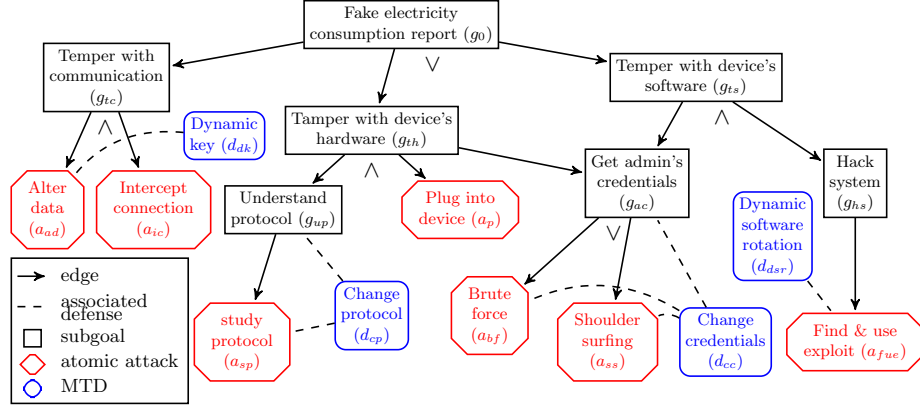 Fake electricity
consumption report (g0)
∨
Temper with
communication
(gtc)
∧
Temper with device's
software (gts)
∧
Dynamic
key (ddk)
Tamper with device's
hardware (gth)
∧
Alter
data
(aad)
Intercept
connection
(aic)
Understand
protocol (gup)
Plug into
device (ap)
Get admin's
credentials
(gac)
∨
Hack
system
(ghs)
Dynamic
software
rotation
(ddsr)
edge
associated
defense
subgoal
atomic attack
MTD
study
protocol
(asp)
Change
protocol
(dcp)
Brute
force
(abf)
Shoulder
surfing
(ass)
Change
credentials
(dcc)
Find & use
exploit (afue)